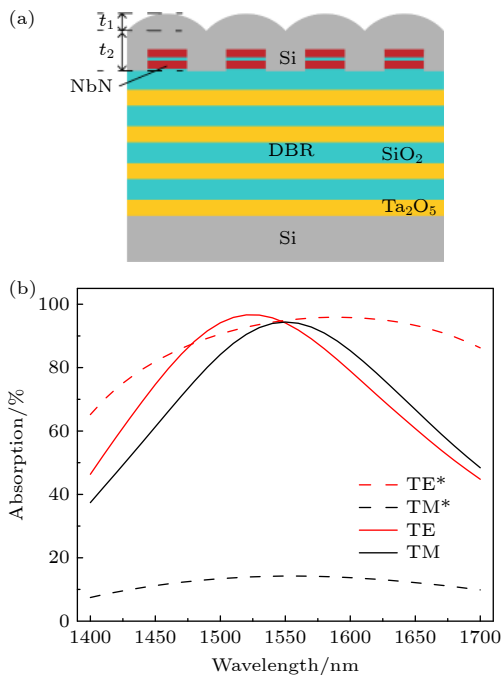 (a)
t₁
t₂
Si
NbN
DBR
SiO₂
Ta₂O₅
Si
(b)
100
80
60
40
20
0
Absorption/%
TE*
TM*
TE
TM
1400 1450 1500 1550 1600 1650 1700
Wavelength/nm